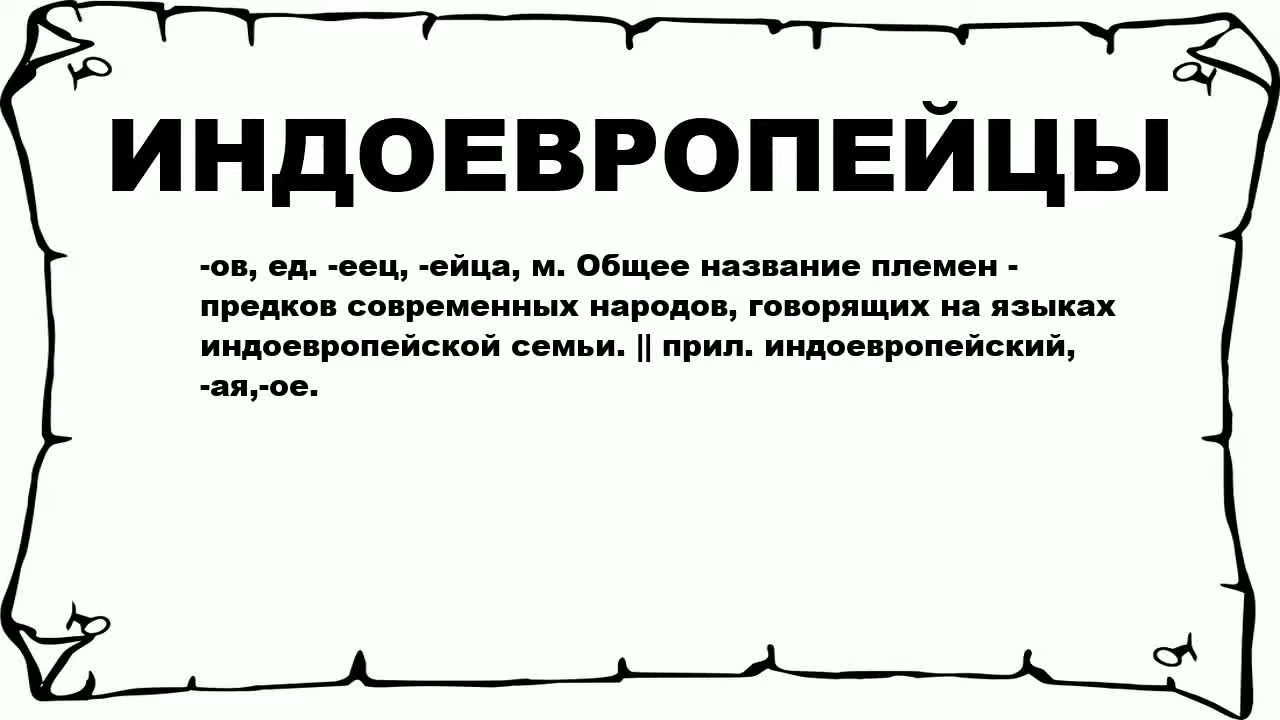 ИНДОЕВРОПЕЙЦЫ
-ов, ед. -еец, -ейца, м. Общее название племен -
предков современных народов, говорящих на языках
индоевропейской семьи. || прил. индоевропейский,
-ая,-ое.